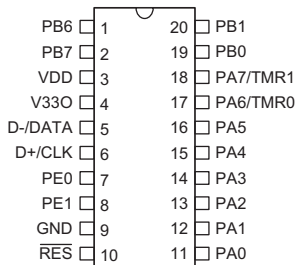 PB6 1 20 PB1
PB7 2 19 PB0
VDD 3 18 PA7/TMR1
V33O 4 17 PA6/TMR0
D-/DATA 5 16 PA5
D+/CLK 6 15 PA4
PE0 7 14 PA3
PE1 8 13 PA2
GND 9 12 PA1
RES 10 11 PA0